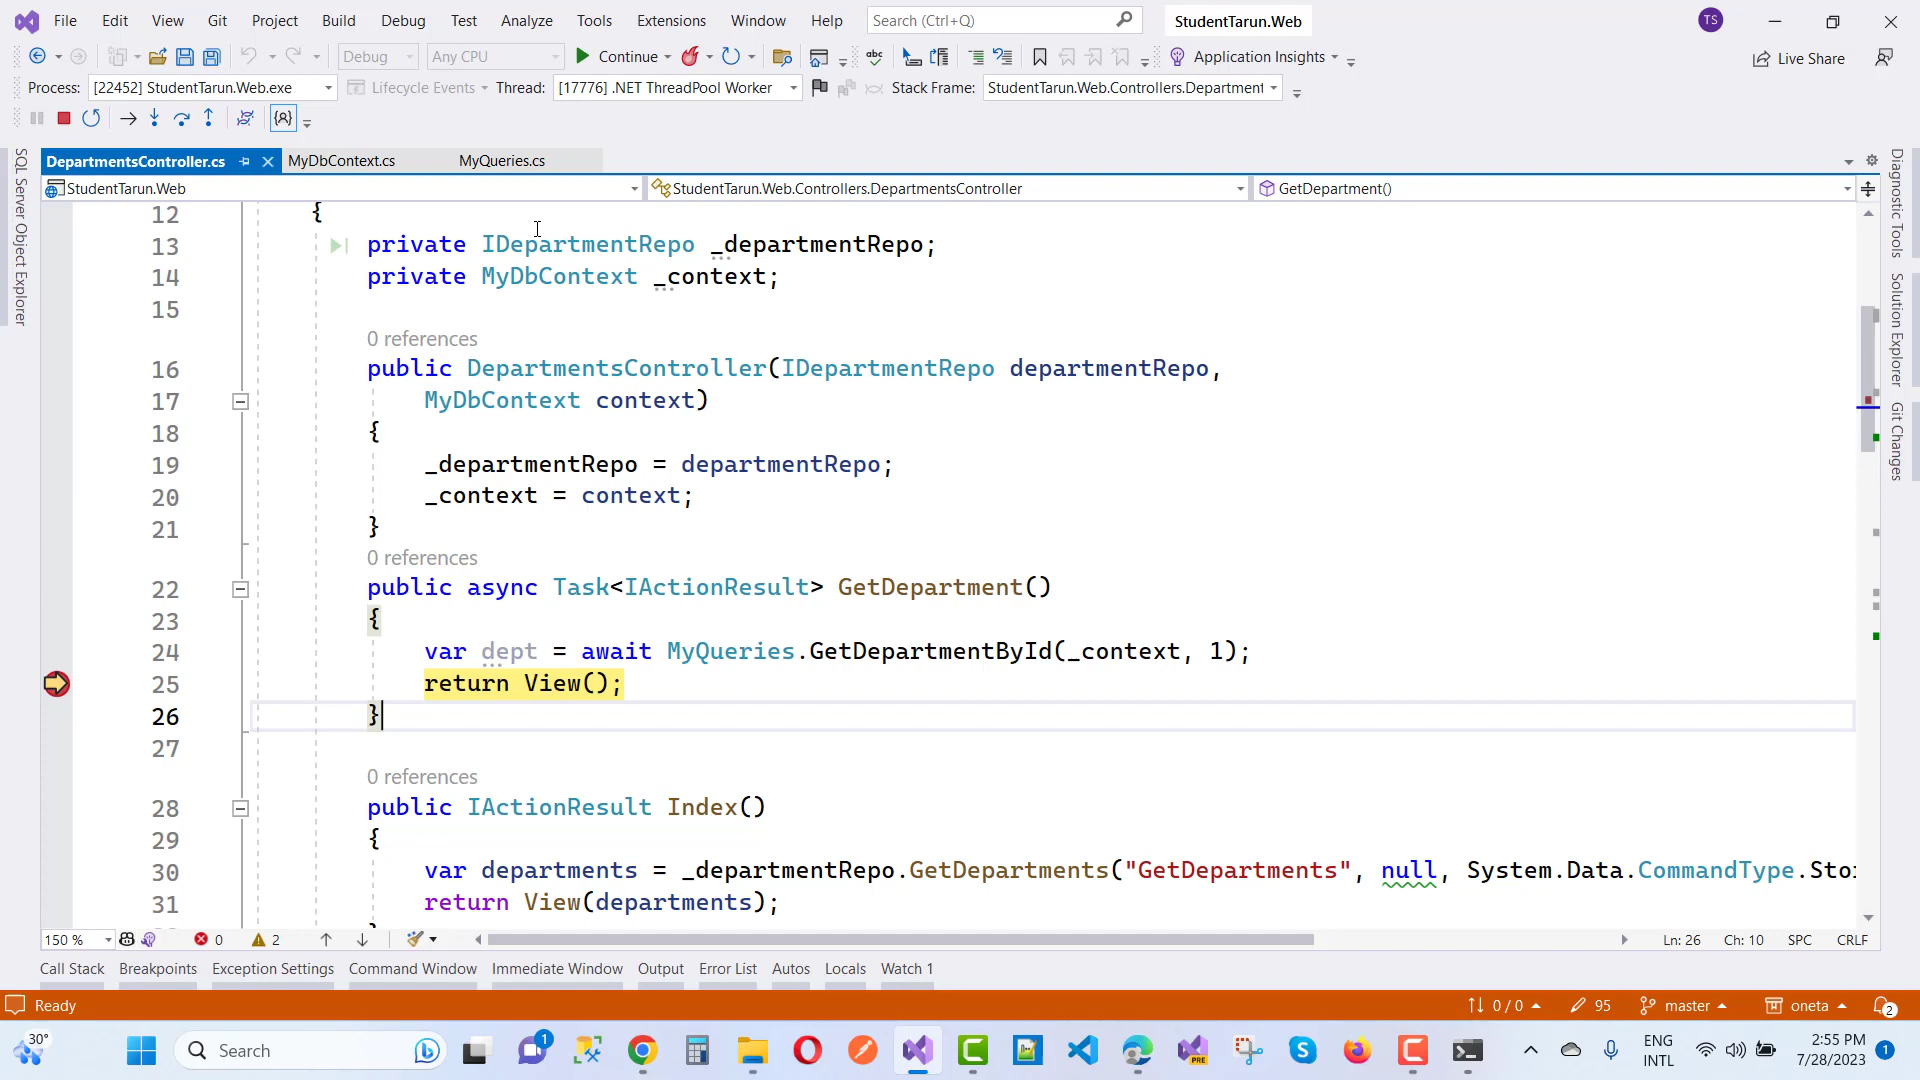 File Edit View Git Project Build Debug Test Analyze Tools Extensions Window Help Search (Ctrl+Q) StudentTarun.Web TS
Debug Any CPU Continue Application Insights Live Share
Process: [22452] StudentTarun.Web.exe Lifecycle Events Thread: [17776] .NET ThreadPool Worker Stack Frame: StudentTarun.Web.Controllers.Department
DepartmentsController.cs MyDbContext.cs MyQueries.cs
StudentTarun.Web StudentTarun.Web.Controllers.DepartmentsController GetDepartment()
SQL Server Object Explorer
Diagnostic Tools
Solution Explorer
Git Changes
12 {
13 private IDepartmentRepo _departmentRepo;
14 private MyDbContext _context;
15
0 references
16 public DepartmentsController(IDepartmentRepo departmentRepo,
17 MyDbContext context)
18 {
19 _departmentRepo = departmentRepo;
20 _context = context;
21 }
0 references
22 public async Task<IActionResult> GetDepartment()
23 {
24 var dept = await MyQueries.GetDepartmentById(_context, 1);
25 return View();
26 }
27
0 references
28 public IActionResult Index()
29 {
30 var departments = _departmentRepo.GetDepartments("GetDepartments", null, System.Data.CommandType.Sto
31 return View(departments);
150 % 0 2 Ln: 26 Ch: 10 SPC CRLF
Call Stack Breakpoints Exception Settings Command Window Immediate Window Output Error List Autos Locals Watch 1
Ready 0 / 0 95 master oneta 2
30° Search 1 PRE ENG 2:55 PM
INTL 7/28/2023 1